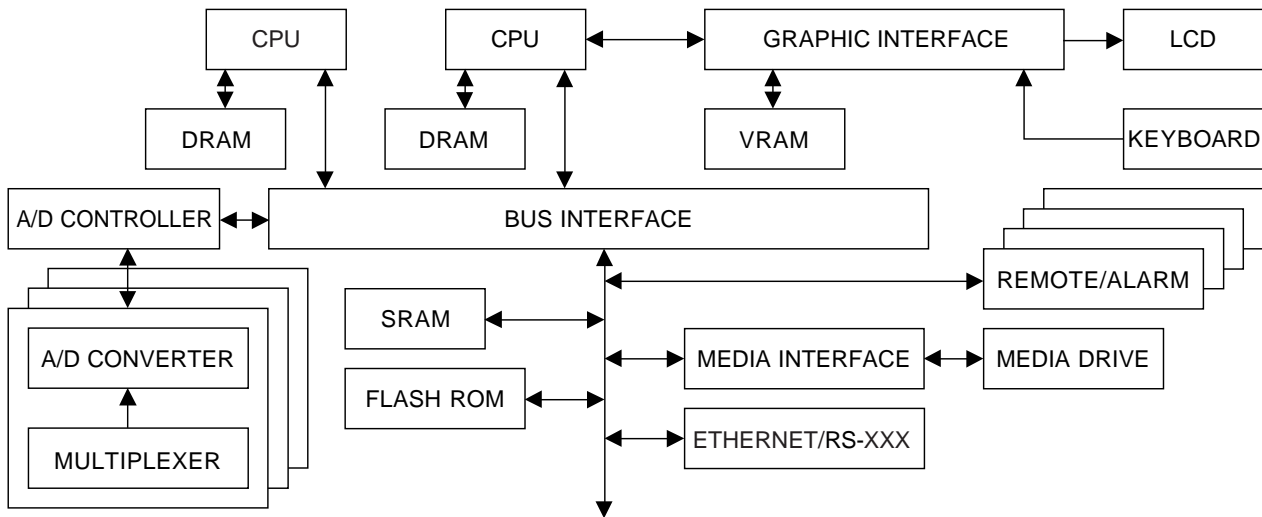 CPU
CPU
GRAPHIC INTERFACE
LCD
DRAM
DRAM
VRAM
KEYBOARD
A/D CONTROLLER
BUS INTERFACE
REMOTE/ALARM
SRAM
A/D CONVERTER
MEDIA INTERFACE
MEDIA DRIVE
FLASH ROM
ETHERNET/RS-XXX
MULTIPLEXER